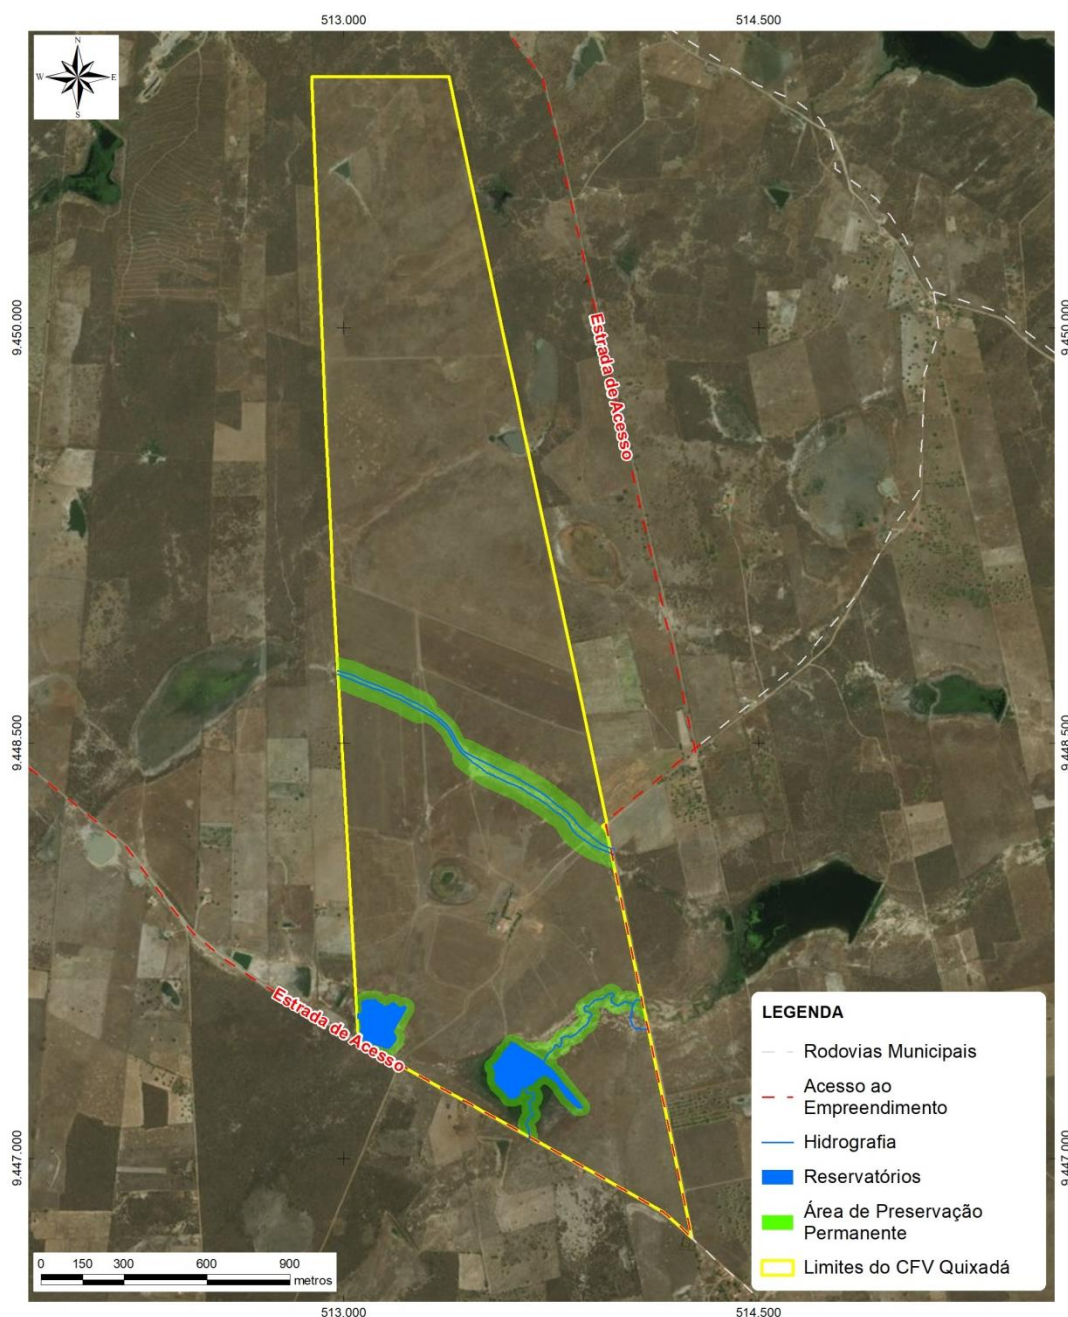 513.000
514.500
N
W
E
S
9.450.000
9.450.000
Estrada de Acesso
9.448.500
9.448.500
Estrada de Acesso
9.447.000
9.447.000
LEGENDA
Rodovias Municipais
Acesso ao
Empreendimento
Hidrografia
Reservatórios
Área de Preservação
Permanente
Limites do CFV Quixadá
0 150 300 600 900
metros
513.000
514.500